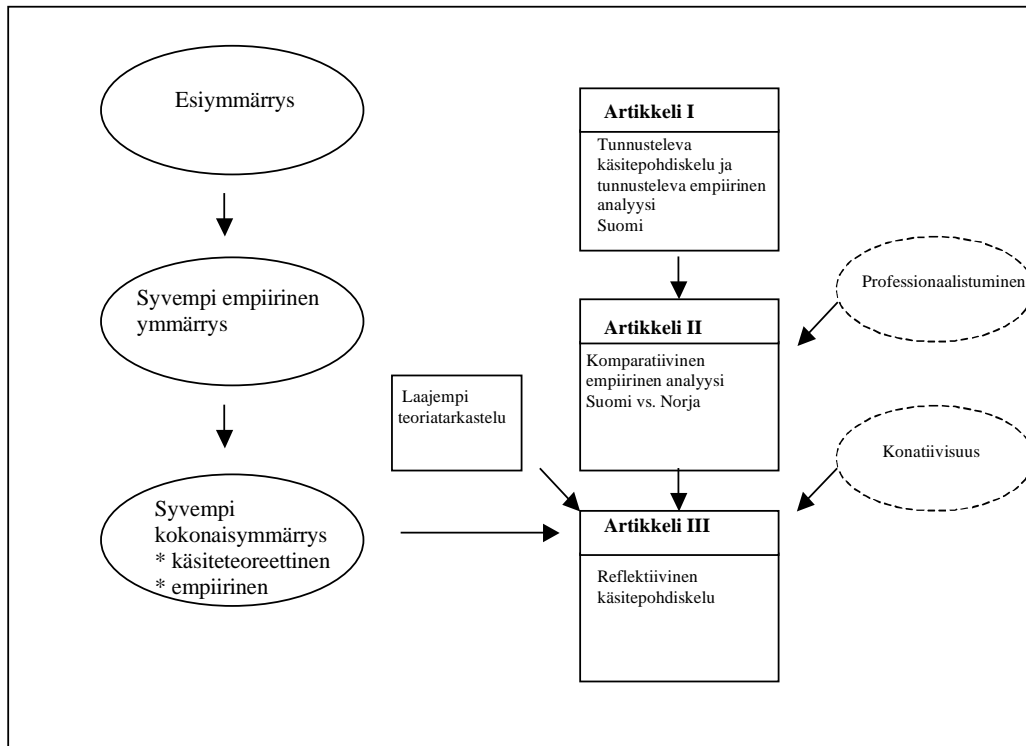 Esiymmärrys
Syvempi empiirinen
ymmärrys
Syvempi
kokonaisymmärrys
* käsiteteoreettinen
* empiirinen
Laajempi
teoriatarkastelu
Artikkeli I
Tunnusteleva
käsitepohdiskelu ja
tunnusteleva empiirinen
analyysi
Suomi
Artikkeli II
Komparatiivinen
empiirinen analyysi
Suomi vs. Norja
Artikkeli III
Reflektiivinen
käsitepohdiskelu
Professionaalistuminen
Konatiivisuus